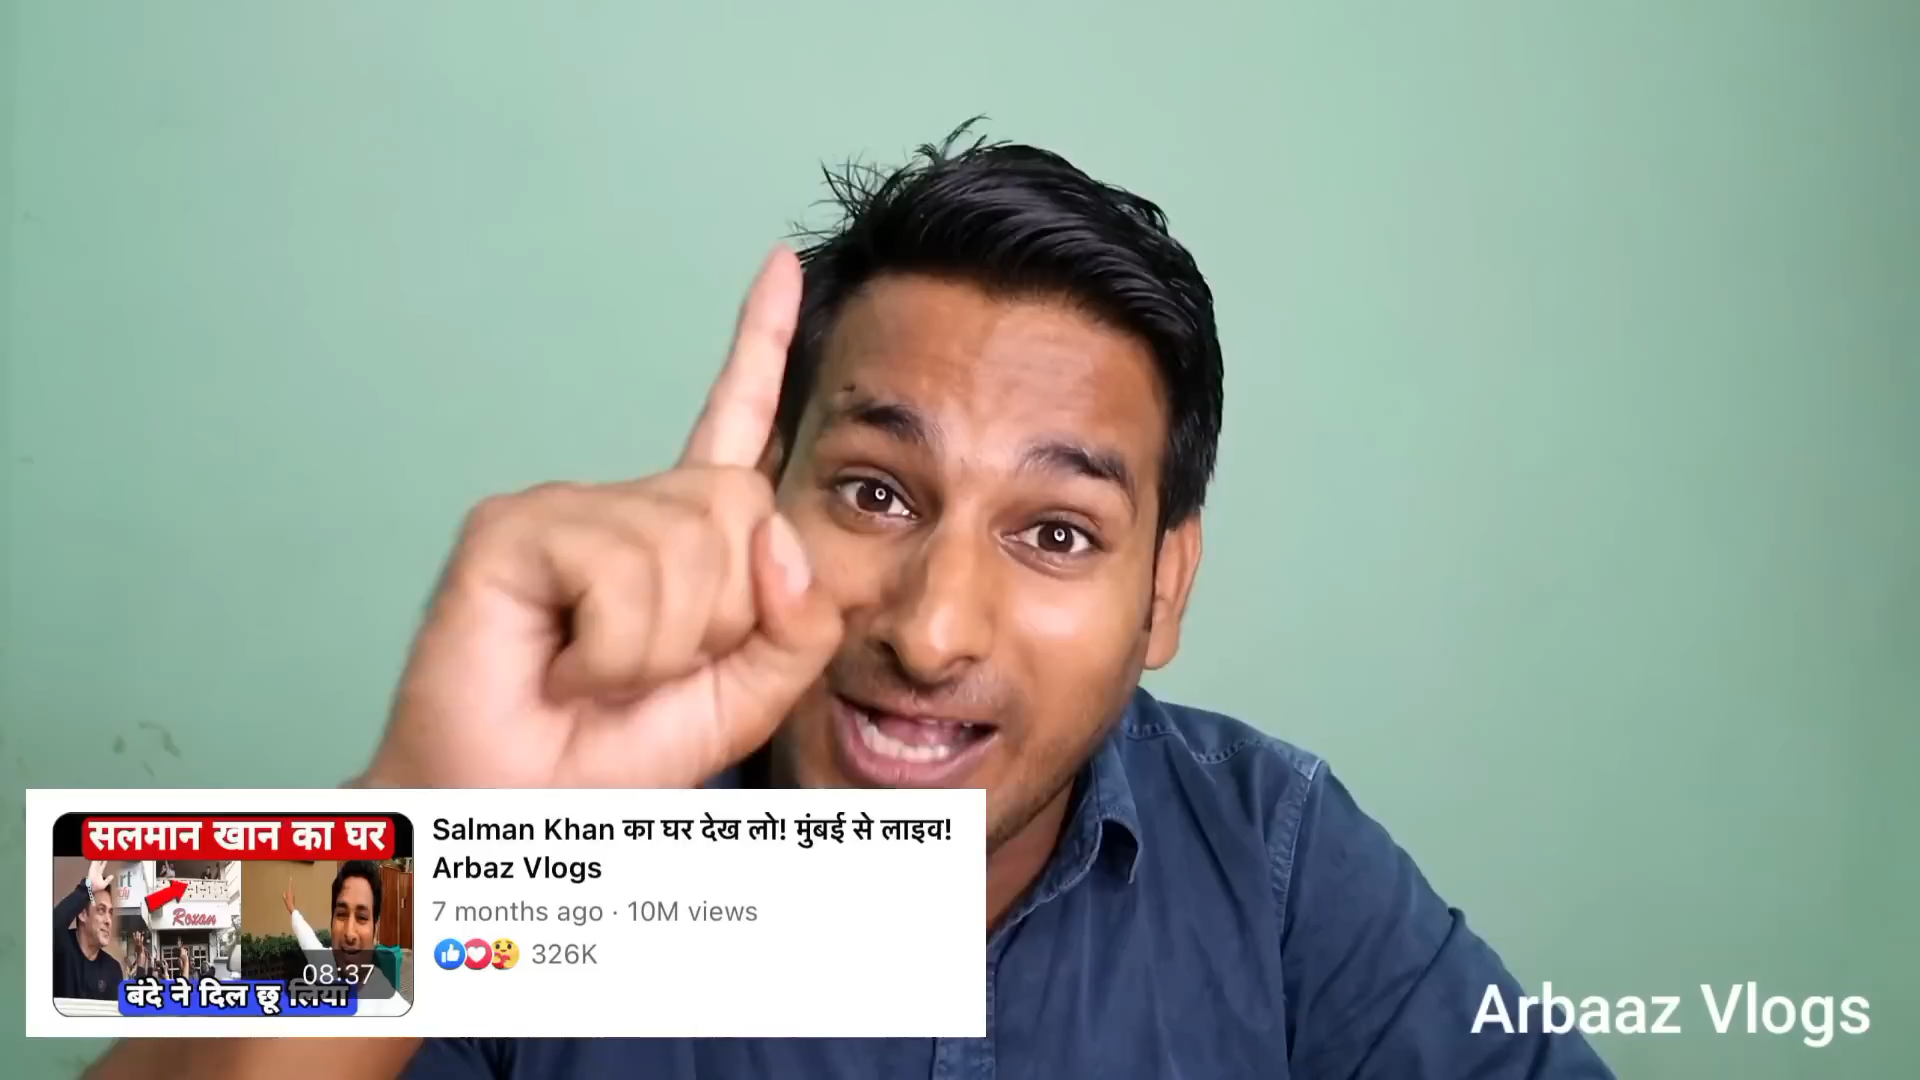 सलमान खान का घर
Roxan
08:37
बंदे ने दिल छू लिया
Salman Khan का घर देख लो! मुंबई से लाइव!
Arbaz Vlogs
7 months ago · 10M views
326K
Arbaaz Vlogs